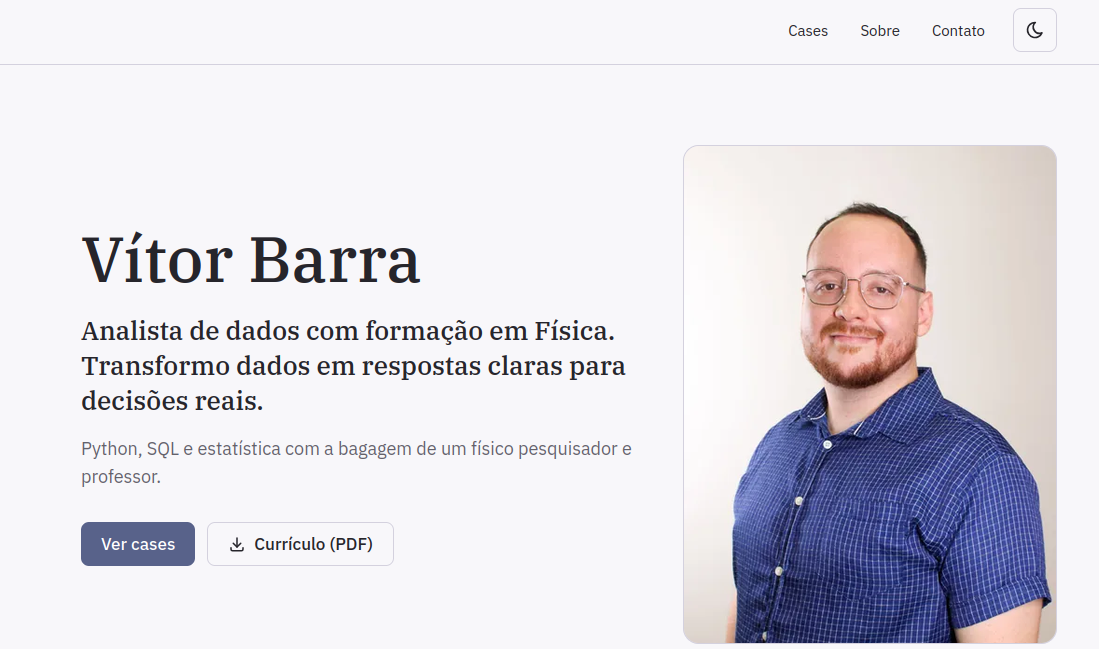 Cases Sobre Contato
Vítor Barra
Analista de dados com formação em Física.
Transformo dados em respostas claras para
decisões reais.
Python, SQL e estatística com a bagagem de um físico pesquisador e
professor.
Ver cases Currículo (PDF)